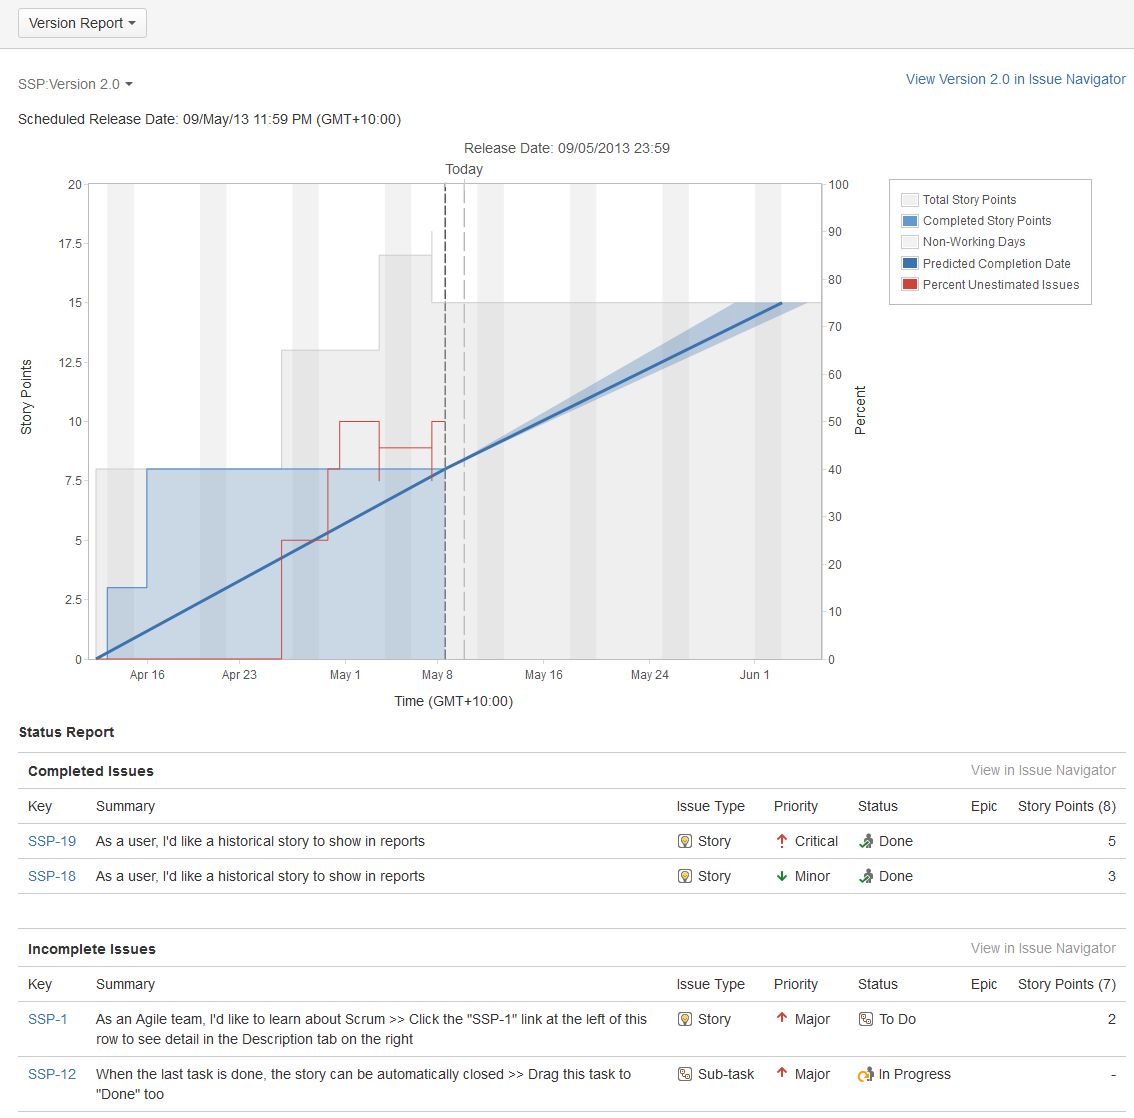 Version Report
SSP:Version 2.0
View Version 2.0 in Issue Navigator
Scheduled Release Date: 09/May/13 11:59 PM (GMT+10:00)
Release Date: 09/05/2013 23:59
Today
20
17.5
15
12.5
10
7.5
5
2.5
0
Story Points
100
90
80
70
60
50
40
30
20
10
0
Percent
Apr 16
Apr 23
May 1
May 8
May 16
May 24
Jun 1
Time (GMT+10:00)
Total Story Points
Completed Story Points
Non-Working Days
Predicted Completion Date
Percent Unestimated Issues
Status Report
Completed Issues
View in Issue Navigator
Key Summary Issue Type Priority Status Epic Story Points (8)
SSP-19 As a user, I'd like a historical story to show in reports Story Critical Done 5
SSP-18 As a user, I'd like a historical story to show in reports Story Minor Done 3
Incomplete Issues
View in Issue Navigator
Key Summary Issue Type Priority Status Epic Story Points (7)
SSP-1 As an Agile team, I'd like to learn about Scrum >> Click the "SSP-1" link at the left of this Story Major To Do 2
row to see detail in the Description tab on the right
SSP-12 When the last task is done, the story can be automatically closed >> Drag this task to Sub-task Major In Progress -
"Done" too